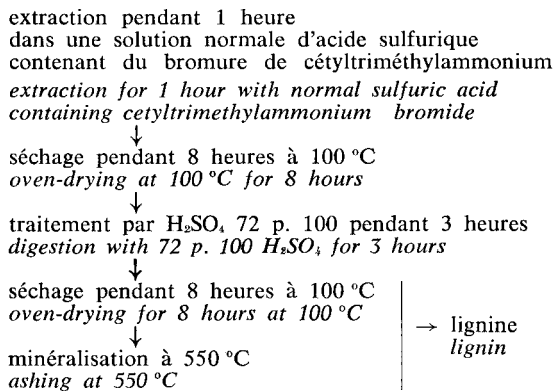 extraction pendant 1 heure
dans une solution normale d'acide sulfurique
contenant du bromure de cétyltriméthylammonium
extraction for 1 hour with normal sulfuric acid
containing cetyltrimethylammonium bromide
↓
séchage pendant 8 heures à 100 °C
oven-drying at 100 °C for 8 hours
↓
traitement par H₂SO₄ 72 p. 100 pendant 3 heures
digestion with 72 p. 100 H₂SO₄ for 3 hours
↓
séchage pendant 8 heures à 100 °C
oven-drying for 8 hours at 100 °C
↓
→ lignine
lignin
minéralisation à 550 °C
ashing at 550 °C